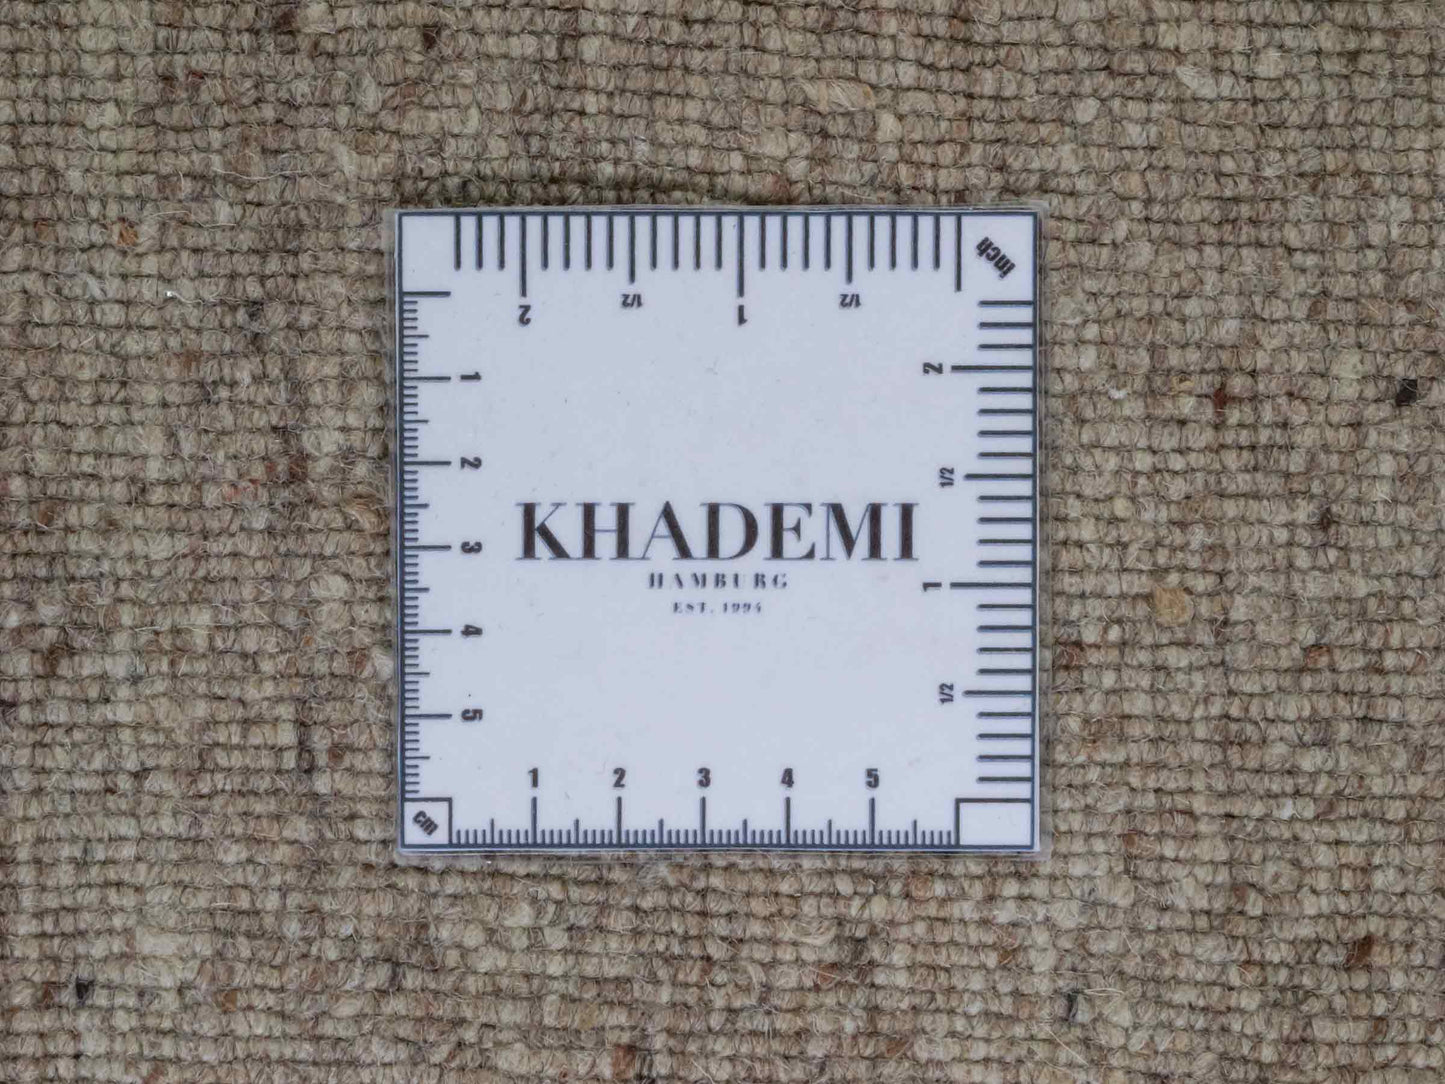 inch
2 1/2 1 1/2
1
2
3
4
5
2
1/2
1
1/2
KHADEMI
HAMBURG
EST. 1994
cm
1 2 3 4 5